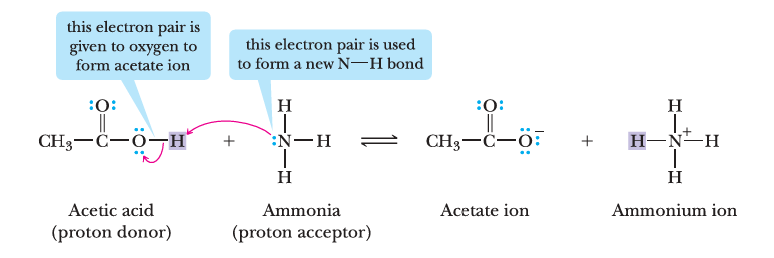 this electron pair is
given to oxygen to
form acetate ion
this electron pair is used
to form a new N—H bond
:O:
CH₃—C—Ö—H + :N—H ⇌ CH₃—C—Ö:⁻ + H—N⁺—H
H
H
:O:
H
H
Acetic acid
(proton donor)
Ammonia
(proton acceptor)
Acetate ion
Ammonium ion